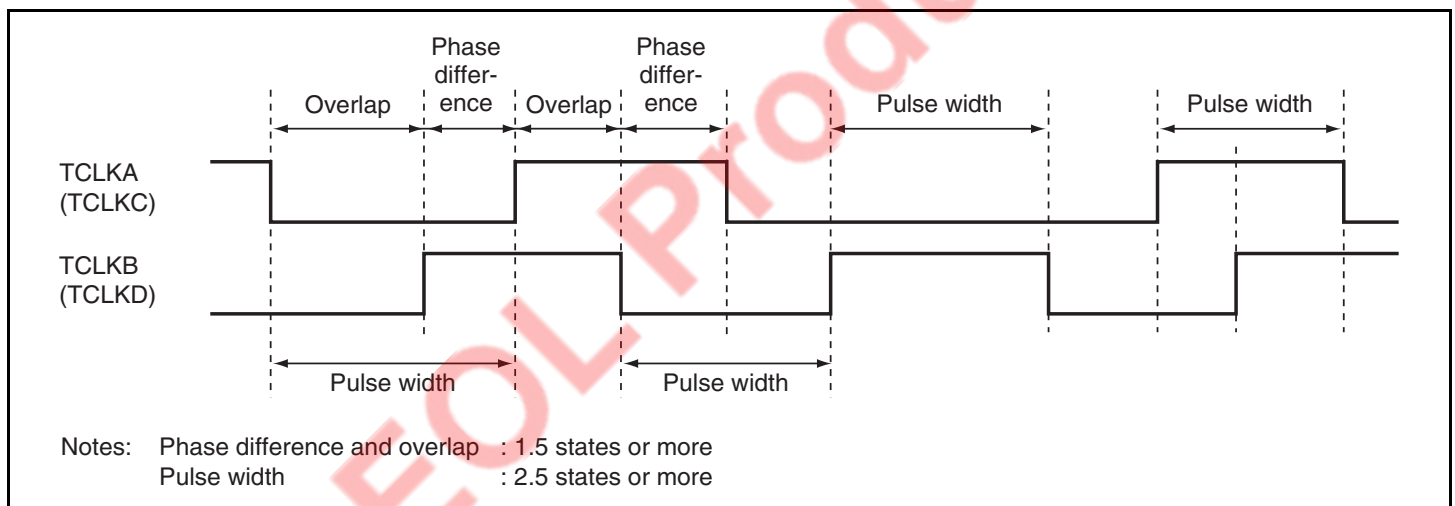 Phase
differ-
ence
Phase
differ-
ence
Overlap
Overlap
Pulse width
Pulse width
TCLKA
(TCLKC)
TCLKB
(TCLKD)
Pulse width
Pulse width
Notes: Phase difference and overlap : 1.5 states or more
Pulse width : 2.5 states or more
EOL Produ